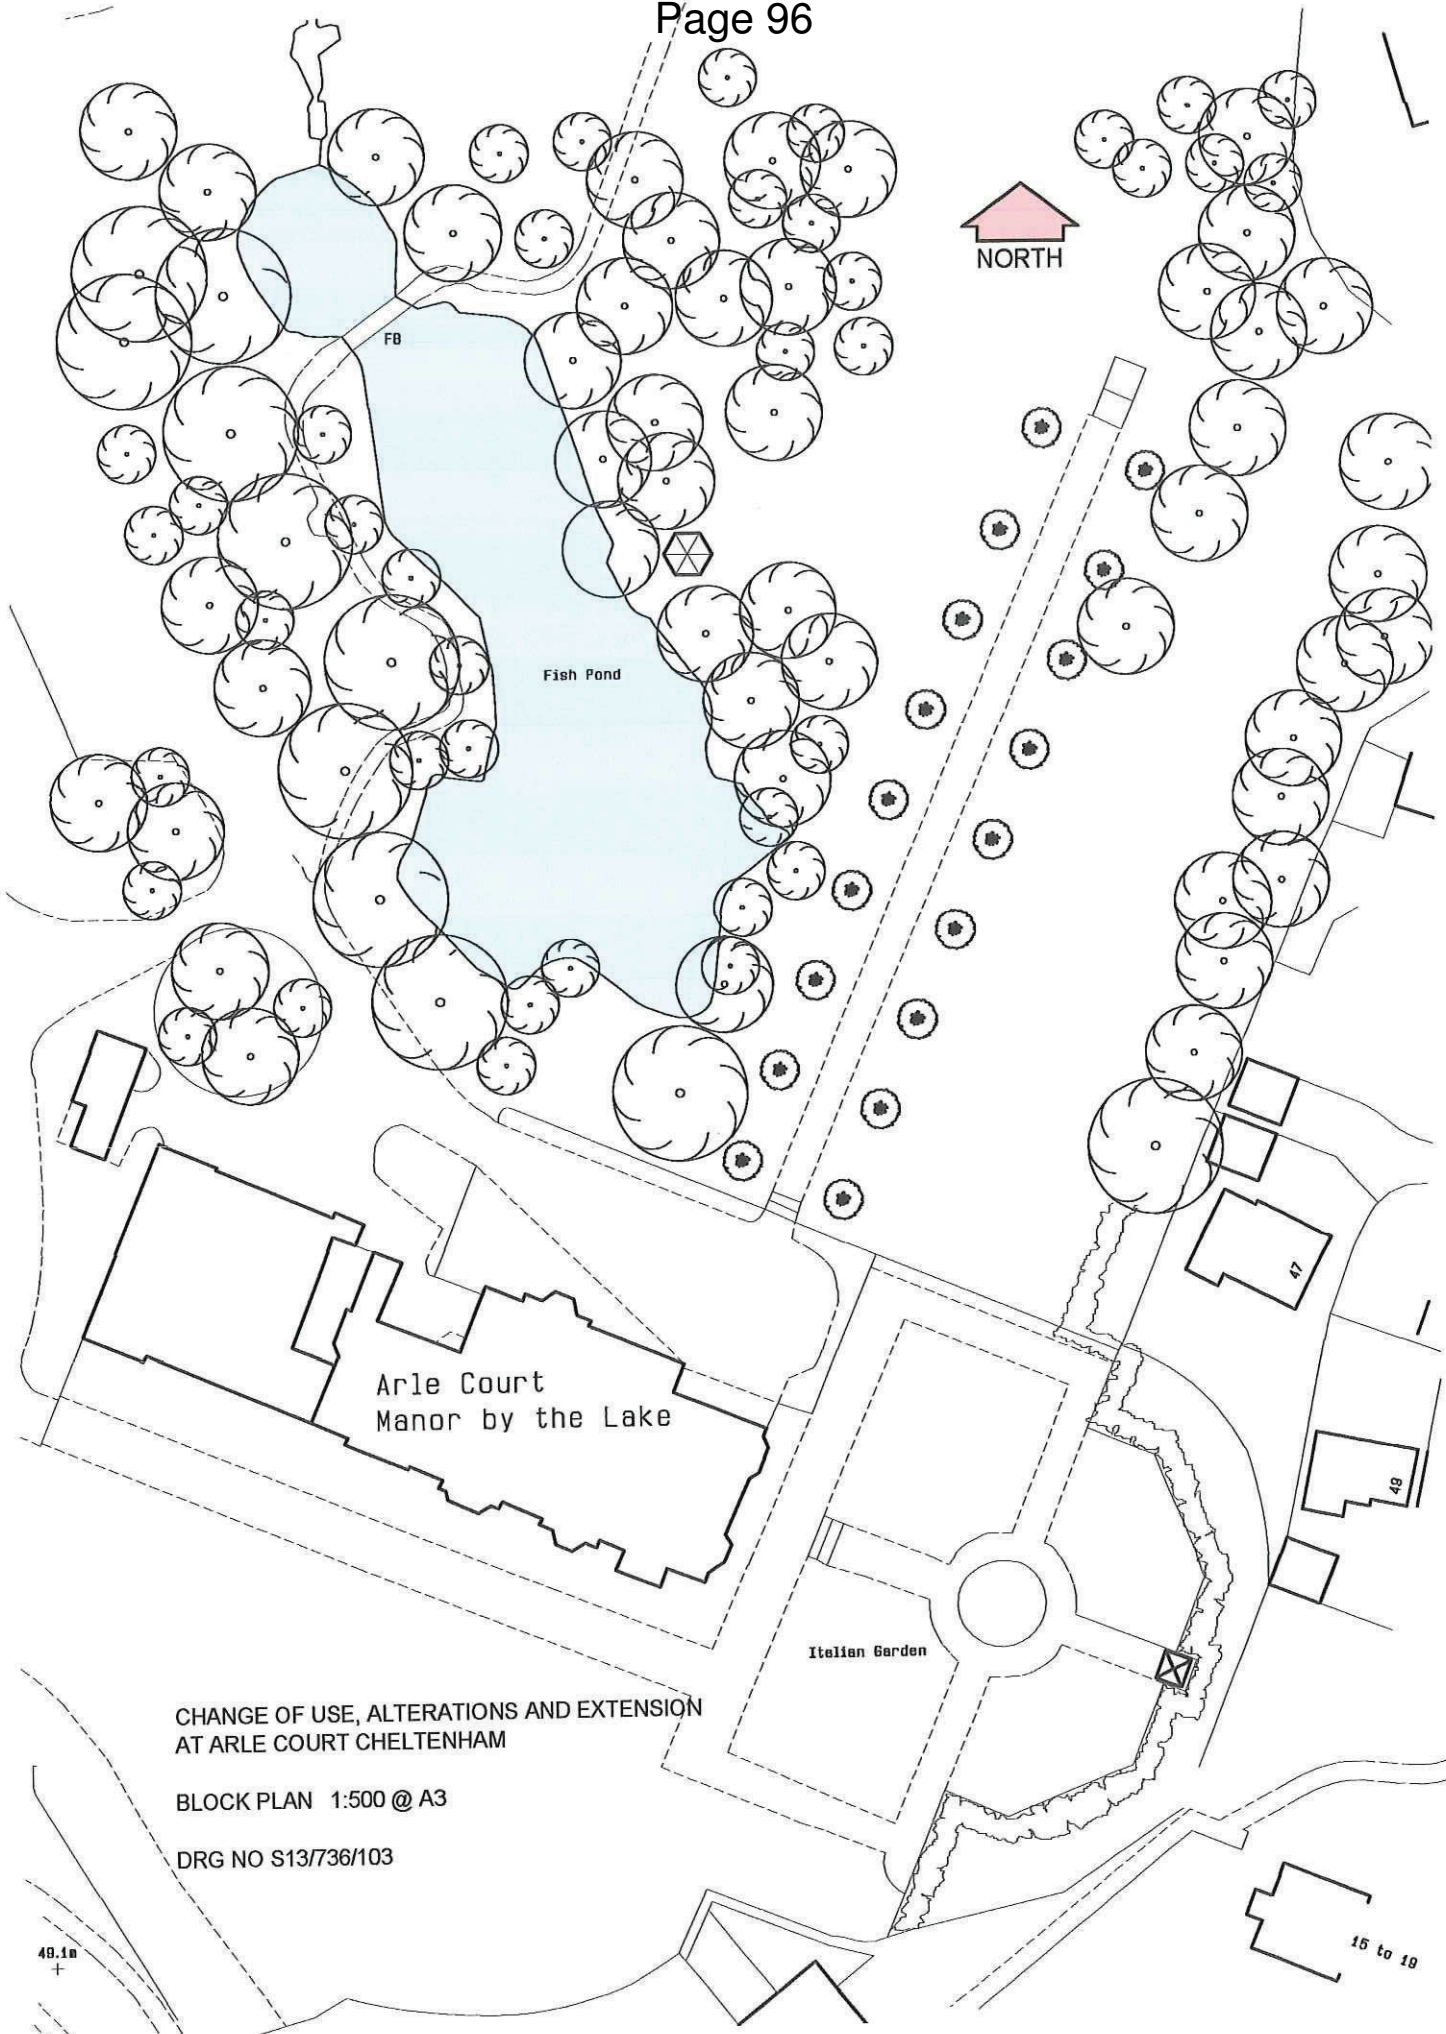 Page 96
NORTH
FB
Fish Pond
47
Arle Court
Manor by the Lake
49
Italian Garden
CHANGE OF USE, ALTERATIONS AND EXTENSION
AT ARLE COURT CHELTENHAM
BLOCK PLAN 1:500 @ A3
DRG NO S13/736/103
49.1m
15 to 19